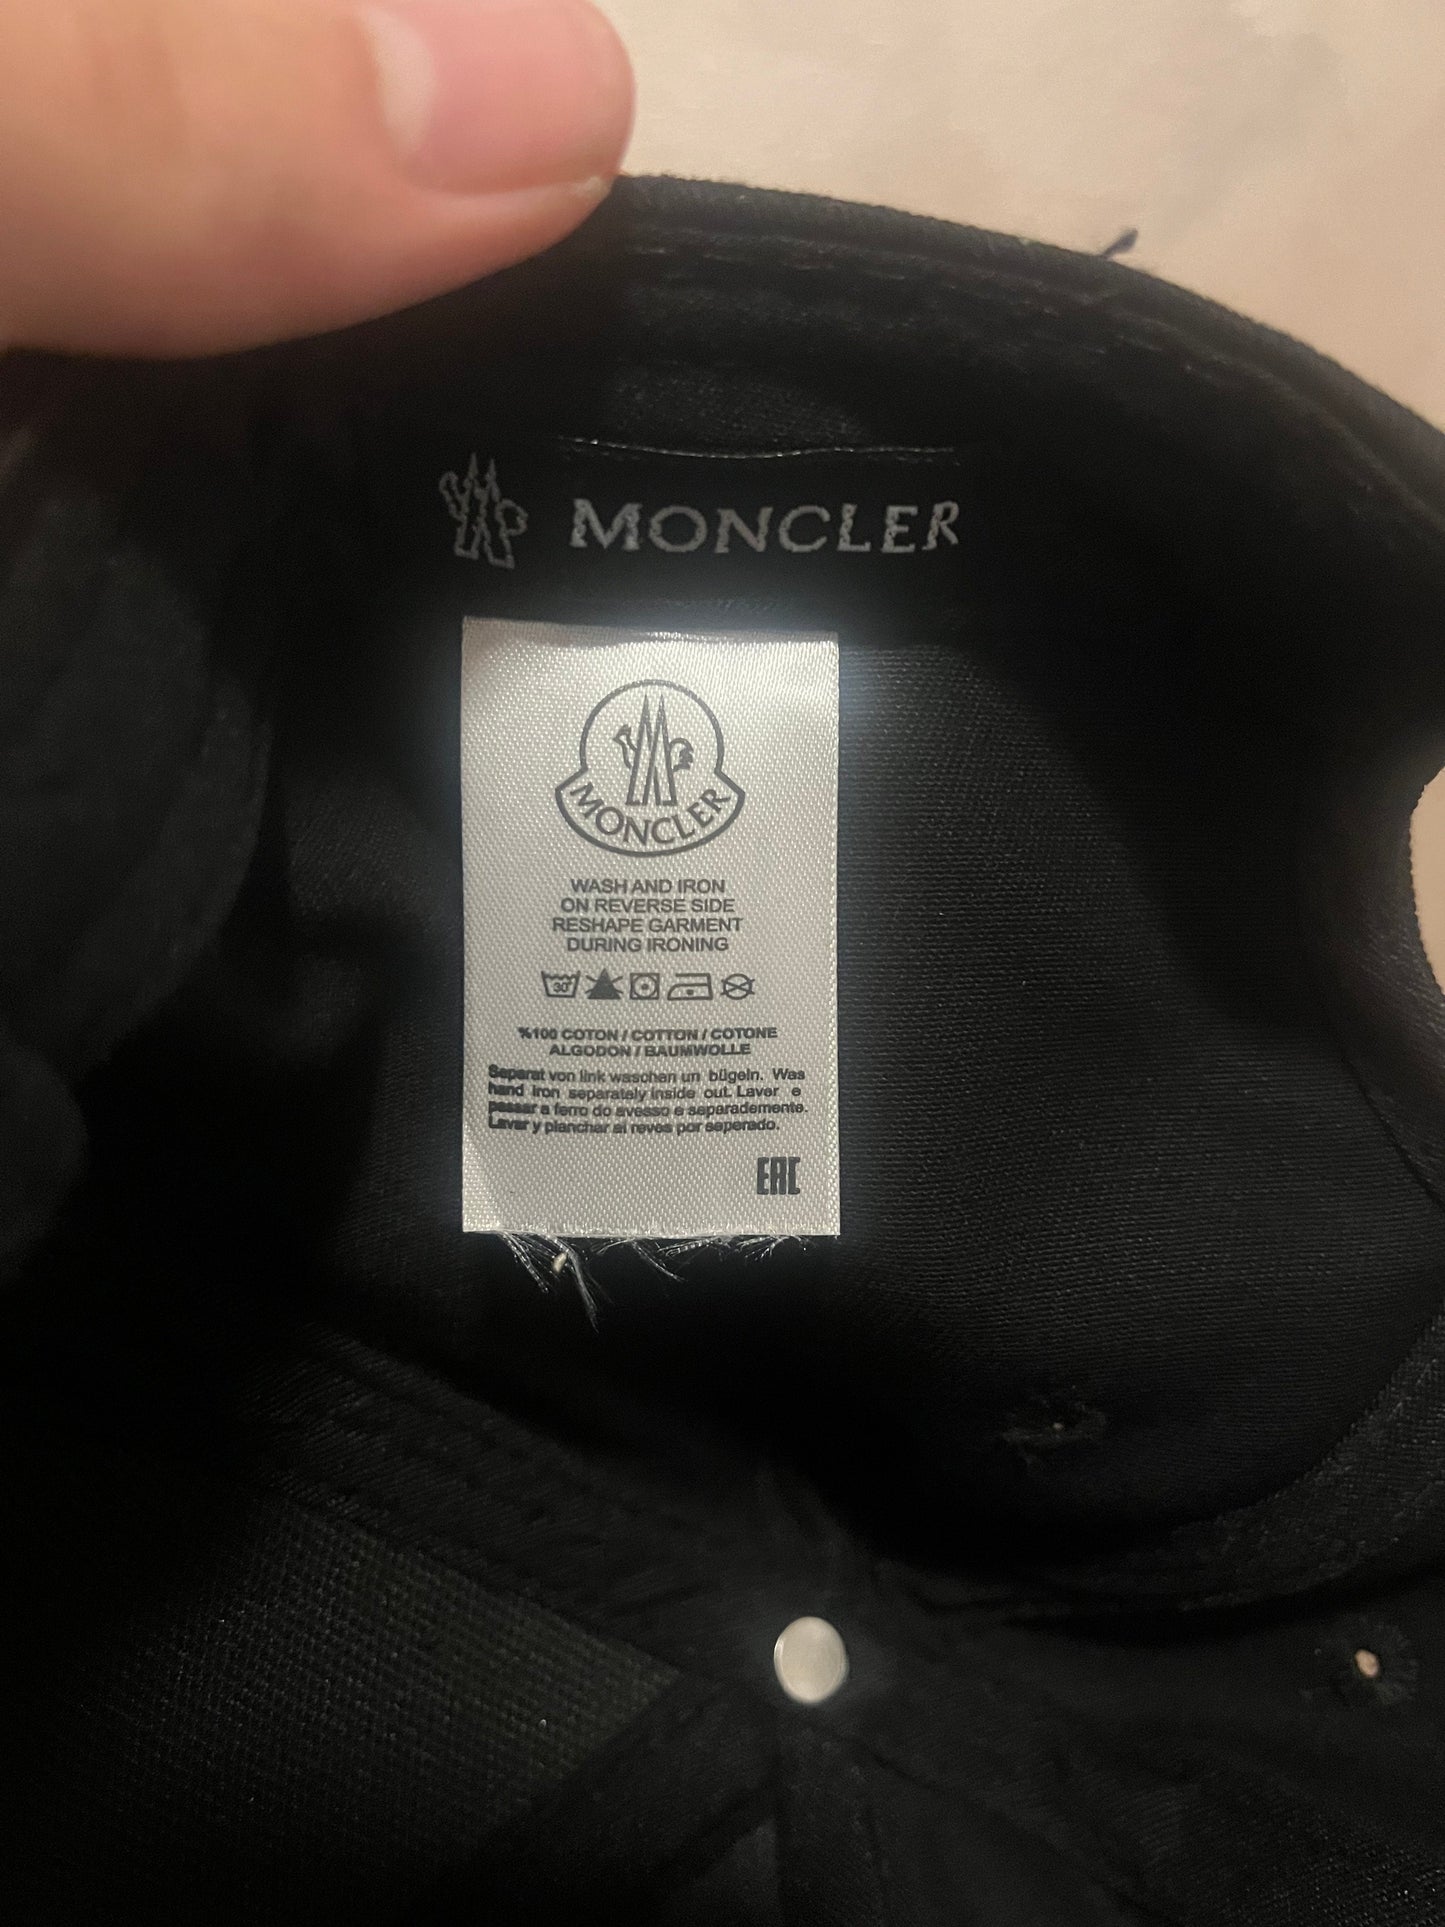 MONCLER
MONCLER
WASH AND IRON
ON REVERSE SIDE
RESHAPE GARMENT
DURING IRONING
30°
%100 COTON / COTTON / COTONE
ALGODON / BAUMWOLLE
Separat von link waschen un bügeln. Was
hand iron separately inside out. Laver e
passar a ferro do avesso e separademente.
Lavar y planchar al reves por seperado.
EAC